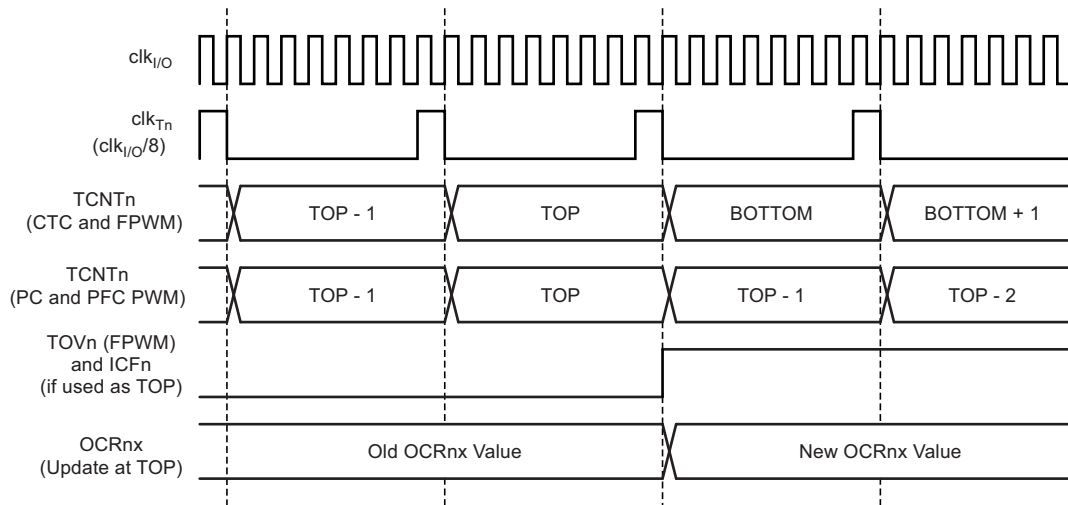 clkI/O
clkTn
(clkI/O/8)
TCNTn
(CTC and FPWM)
TOP - 1 TOP BOTTOM BOTTOM + 1
TCNTn
(PC and PFC PWM)
TOP - 1 TOP TOP - 1 TOP - 2
TOVn (FPWM)
and ICFn
(if used as TOP)
OCRnx
(Update at TOP)
Old OCRnx Value New OCRnx Value